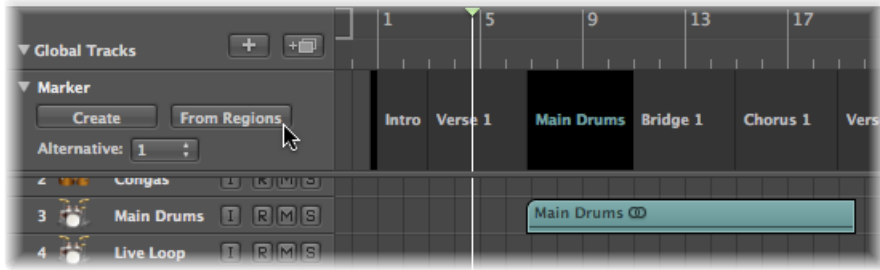 1 5 9 13 17
Global Tracks
Marker
Create From Regions
Intro Verse 1 Main Drums Bridge 1 Chorus 1 Vers
Alternative: 1
2 Congas I R M S
3 Main Drums I R M S Main Drums
4 Live Loop I R M S